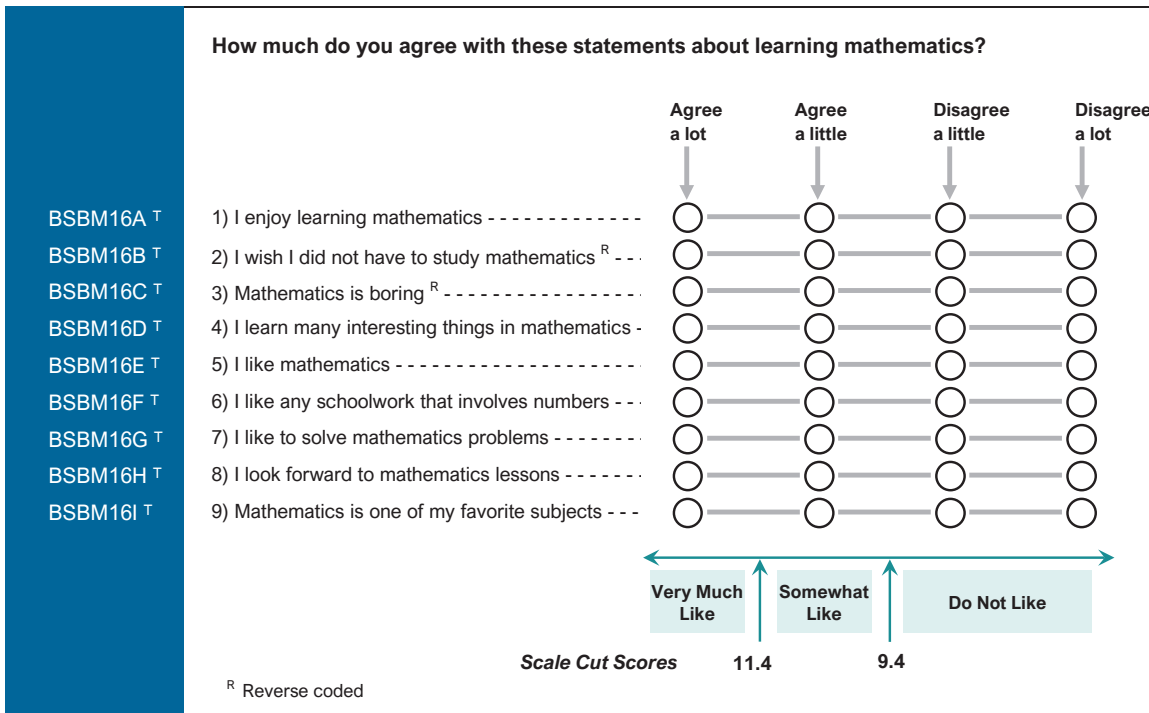 How much do you agree with these statements about learning mathematics?
Agree a lot Agree a little Disagree a little Disagree a lot
BSBM16A T 1) I enjoy learning mathematics - - - - - - - - - - - - -
BSBM16B T 2) I wish I did not have to study mathematics R - - -
BSBM16C T 3) Mathematics is boring R - - - - - - - - - - - - - - - - -
BSBM16D T 4) I learn many interesting things in mathematics -
BSBM16E T 5) I like mathematics - - - - - - - - - - - - - - - - - - - - -
BSBM16F T 6) I like any schoolwork that involves numbers - - -
BSBM16G T 7) I like to solve mathematics problems - - - - - - - -
BSBM16H T 8) I look forward to mathematics lessons - - - - - - -
BSBM16I T 9) Mathematics is one of my favorite subjects - - -
Very Much Like Somewhat Like Do Not Like
Scale Cut Scores 11.4 9.4
R Reverse coded